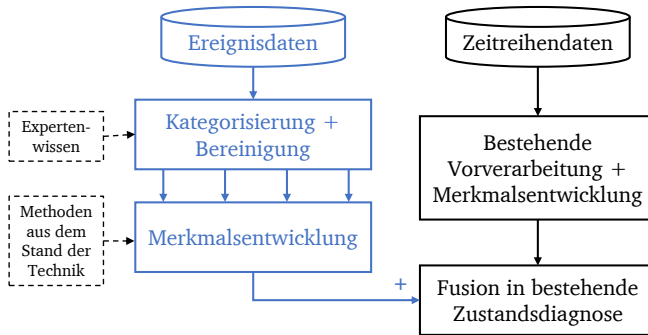 Ereignisdaten
Zeitreihendaten
Experten-
wissen
Kategorisierung +
Bereinigung
Bestehende
Vorverarbeitung +
Merkmalsentwicklung
Methoden
aus dem
Stand der
Technik
Merkmalsentwicklung
+
Fusion in bestehende
Zustandsdiagnose